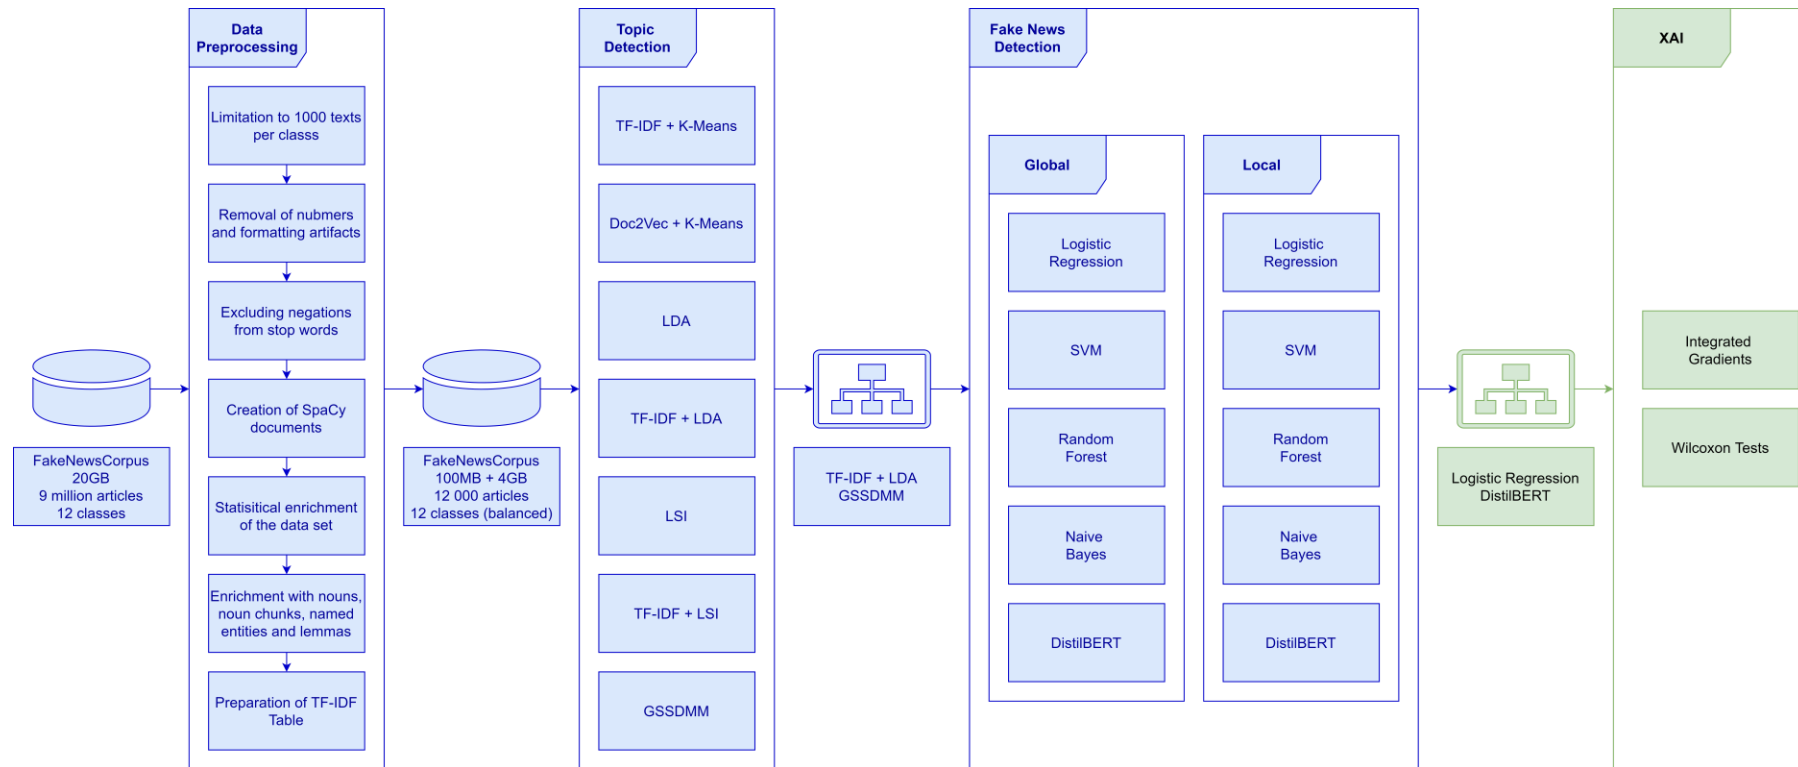 Data
Preprocessing
Limitation to 1000 texts
per classs
Removal of nubmers
and formatting artifacts
Excluding negations
from stop words
Creation of SpaCy
documents
Statisitical enrichment
of the data set
Enrichment with nouns,
noun chunks, named
entities and lemmas
Preparation of TF-IDF
Table
FakeNewsCorpus
20GB
9 million articles
12 classes
FakeNewsCorpus
100MB + 4GB
12 000 articles
12 classes (balanced)
Topic
Detection
TF-IDF + K-Means
Doc2Vec + K-Means
LDA
TF-IDF + LDA
LSI
TF-IDF + LSI
GSSDMM
TF-IDF + LDA
GSSDMM
Fake News
Detection
Global
Logistic
Regression
SVM
Random
Forest
Naive
Bayes
DistilBERT
Local
Logistic
Regression
SVM
Random
Forest
Naive
Bayes
DistilBERT
Logistic Regression
DistilBERT
XAI
Integrated
Gradients
Wilcoxon Tests